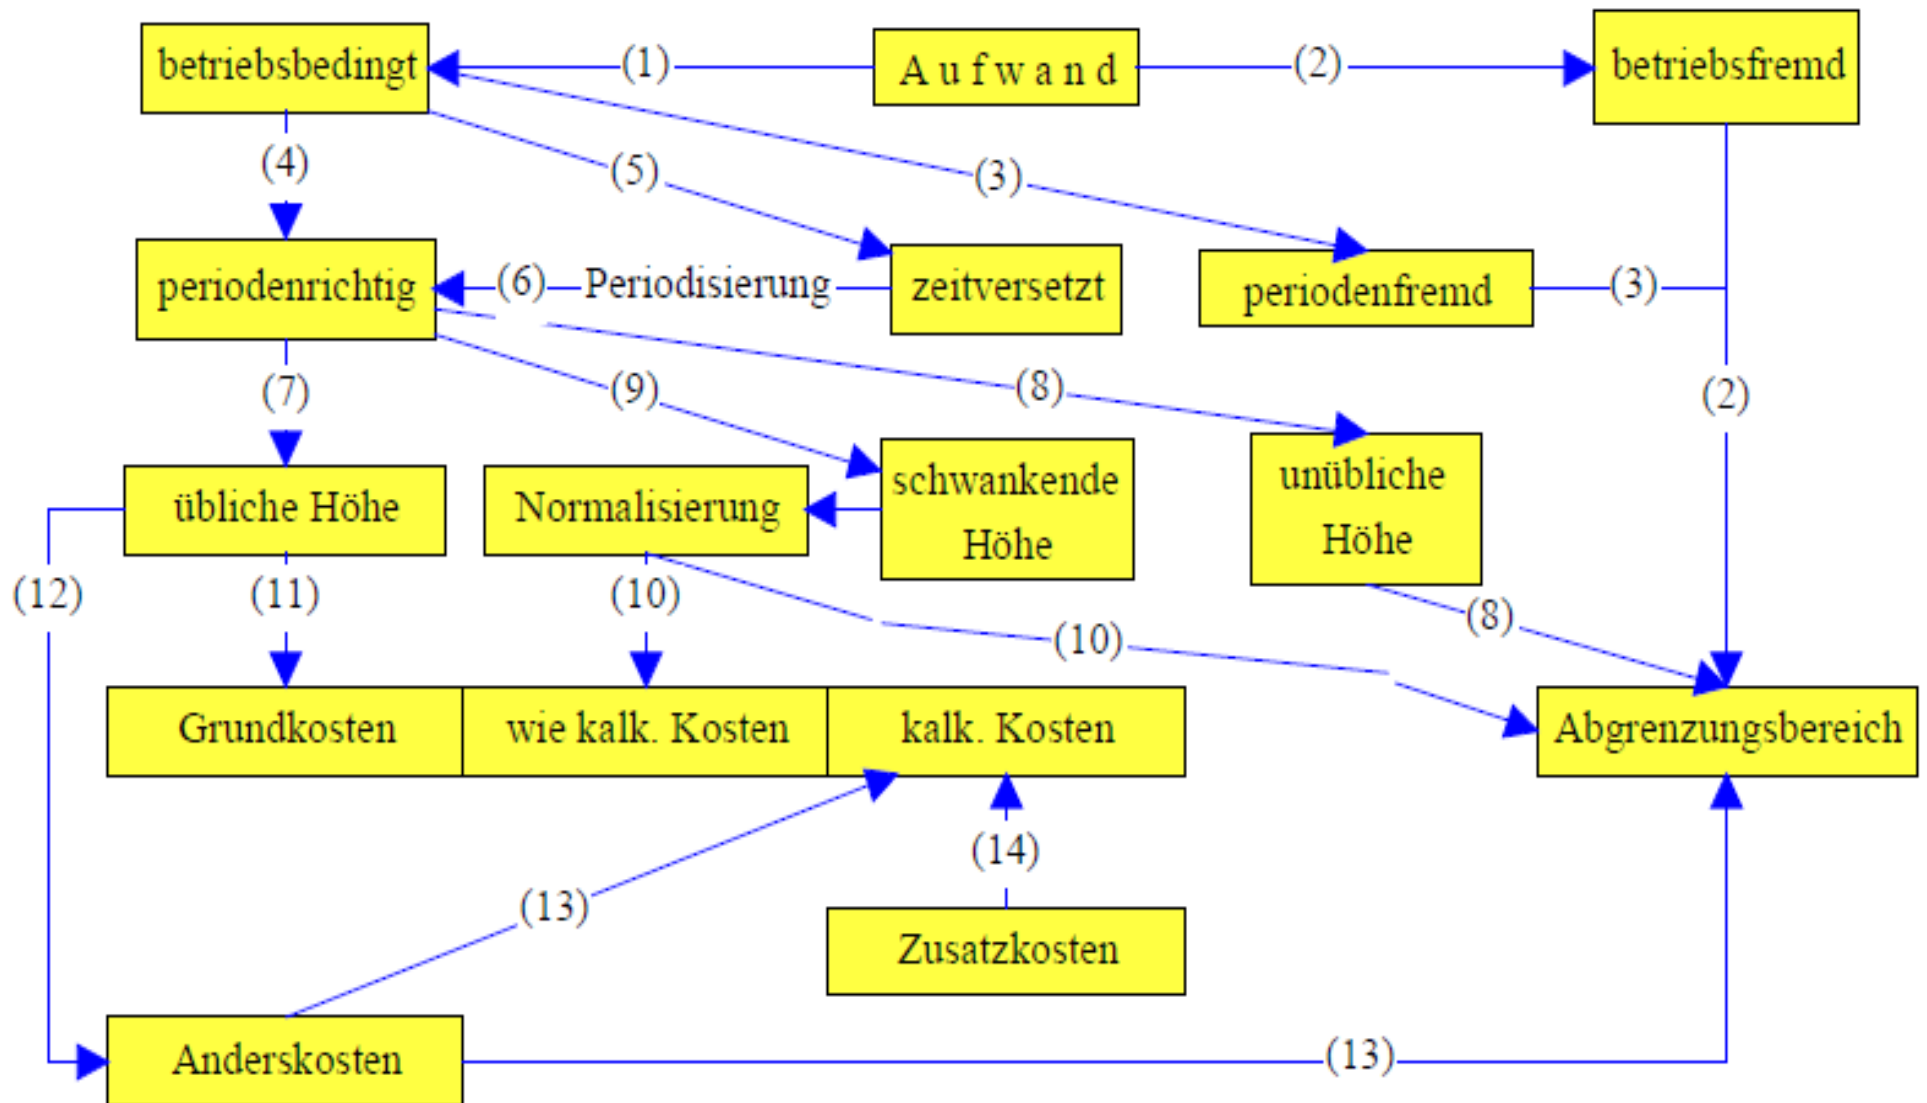 betriebsbedingt (1) A u f w a n d (2) betriebsfremd
(4) (5) (3)
periodenrichtig (6) Periodisierung zeitversetzt periodenfremd (3)
(7) (9) (8) (2)
übliche Höhe Normalisierung schwankende Höhe unübliche Höhe
(12) (11) (10) (10) (8)
Grundkosten wie kalk. Kosten kalk. Kosten Abgrenzungsbereich
(13) (14)
Zusatzkosten
Anderskosten (13)